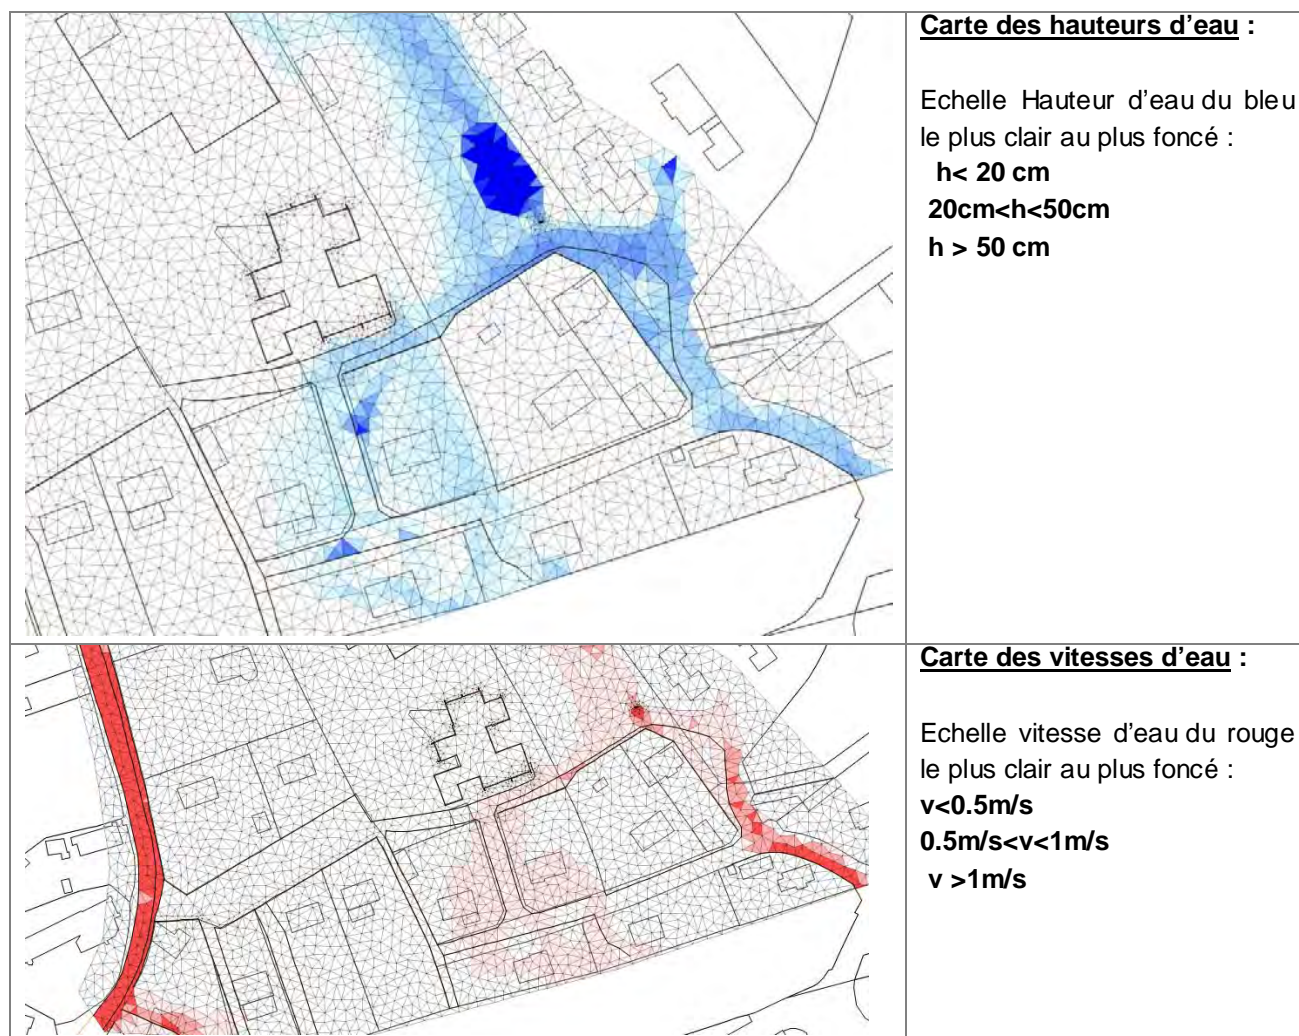 Carte des hauteurs d'eau :
Echelle Hauteur d'eau du bleu
le plus clair au plus foncé :
h< 20 cm
20cm<h<50cm
h > 50 cm
Carte des vitesses d'eau :
Echelle vitesse d'eau du rouge
le plus clair au plus foncé :
v<0.5m/s
0.5m/s<v<1m/s
v >1m/s